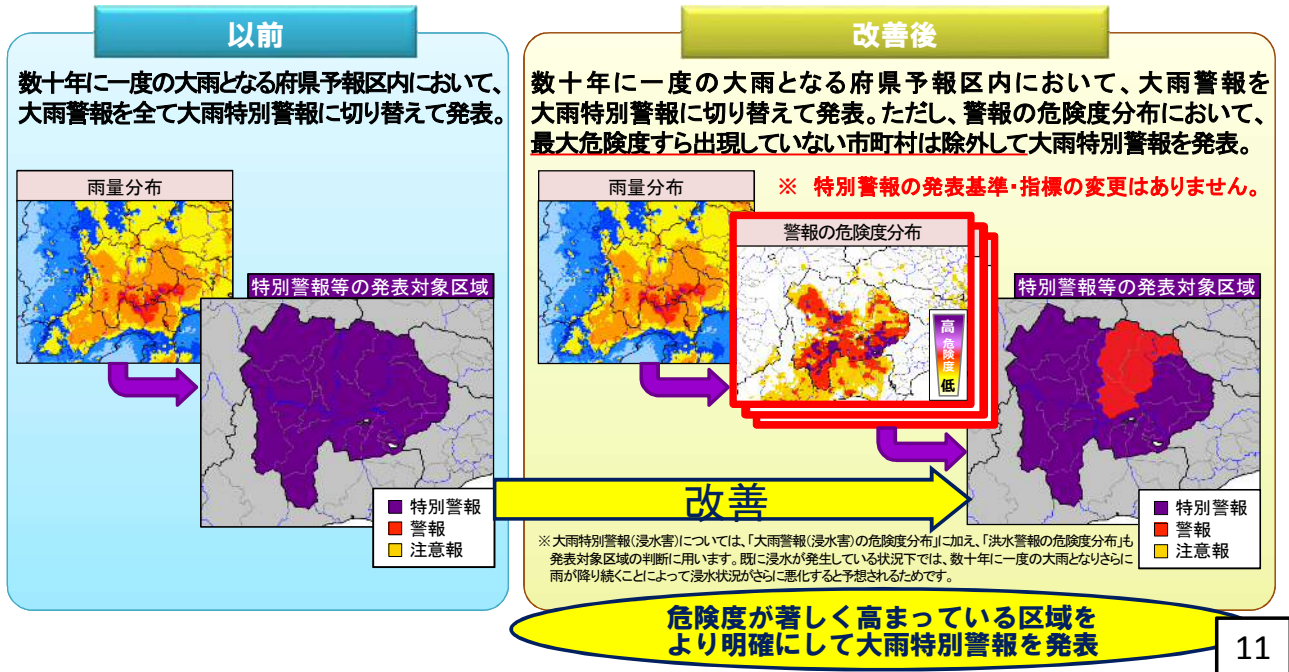 以前
数十年に一度の大雨となる府県予報区内において、
大雨警報を全て大雨特別警報に切り替えて発表。
雨量分布
特別警報等の発表対象区域
特別警報
警報
注意報
改善後
数十年に一度の大雨となる府県予報区内において、大雨警報を
大雨特別警報に切り替えて発表。ただし、警報の危険度分布において、
最大危険度すら出現していない市町村は除外して大雨特別警報を発表。
雨量分布
※ 特別警報の発表基準・指標の変更はありません。
警報の危険度分布
高
危険度
低
特別警報等の発表対象区域
特別警報
警報
注意報
改善
※大雨特別警報(浸水害)については、「大雨警報(浸水害)の危険度分布」に加え、「洪水警報の危険度分布」も
発表対象区域の判断に用います。既に浸水が発生している状況下では、数十年に一度の大雨となりさらに
雨が降り続くことによって浸水状況がさらに悪化すると予想されるためです。
危険度が著しく高まっている区域を
より明確にして大雨特別警報を発表
11